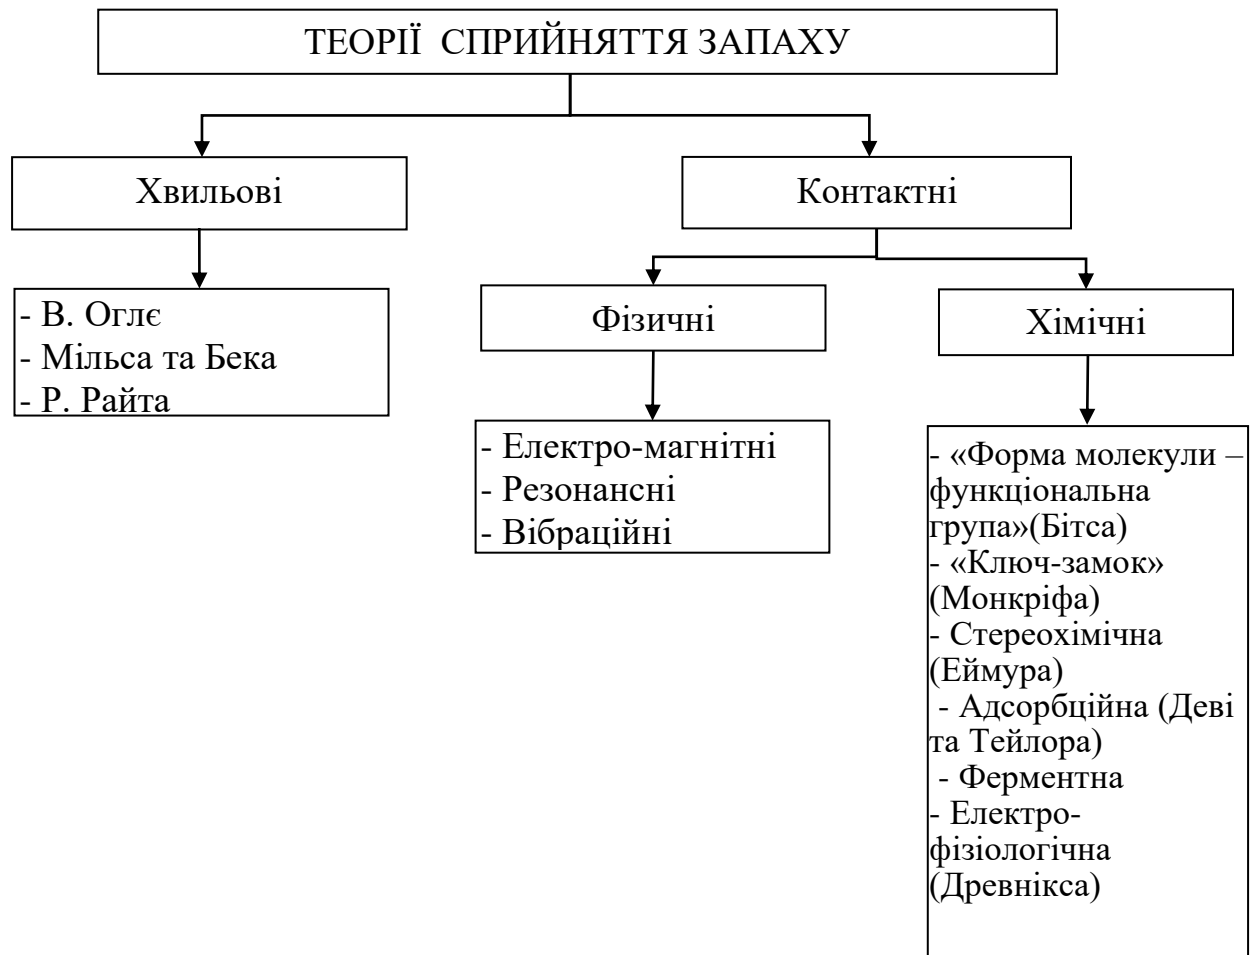 ТЕОРІЇ СПРИЙНЯТТЯ ЗАПАХУ
Хвильові
Контактні
- В. Оглє
- Мільса та Бека
- Р. Райта
Фізичні
Хімічні
- Електро-магнітні
- Резонансні
- Вібраційні
- «Форма молекули –
функціональна
група»(Бітса)
- «Ключ-замок»
(Монкріфа)
- Стереохімічна
(Еймура)
- Адсорбційна (Деві
та Тейлора)
- Ферментна
- Електро-
фізіологічна
(Древнікса)